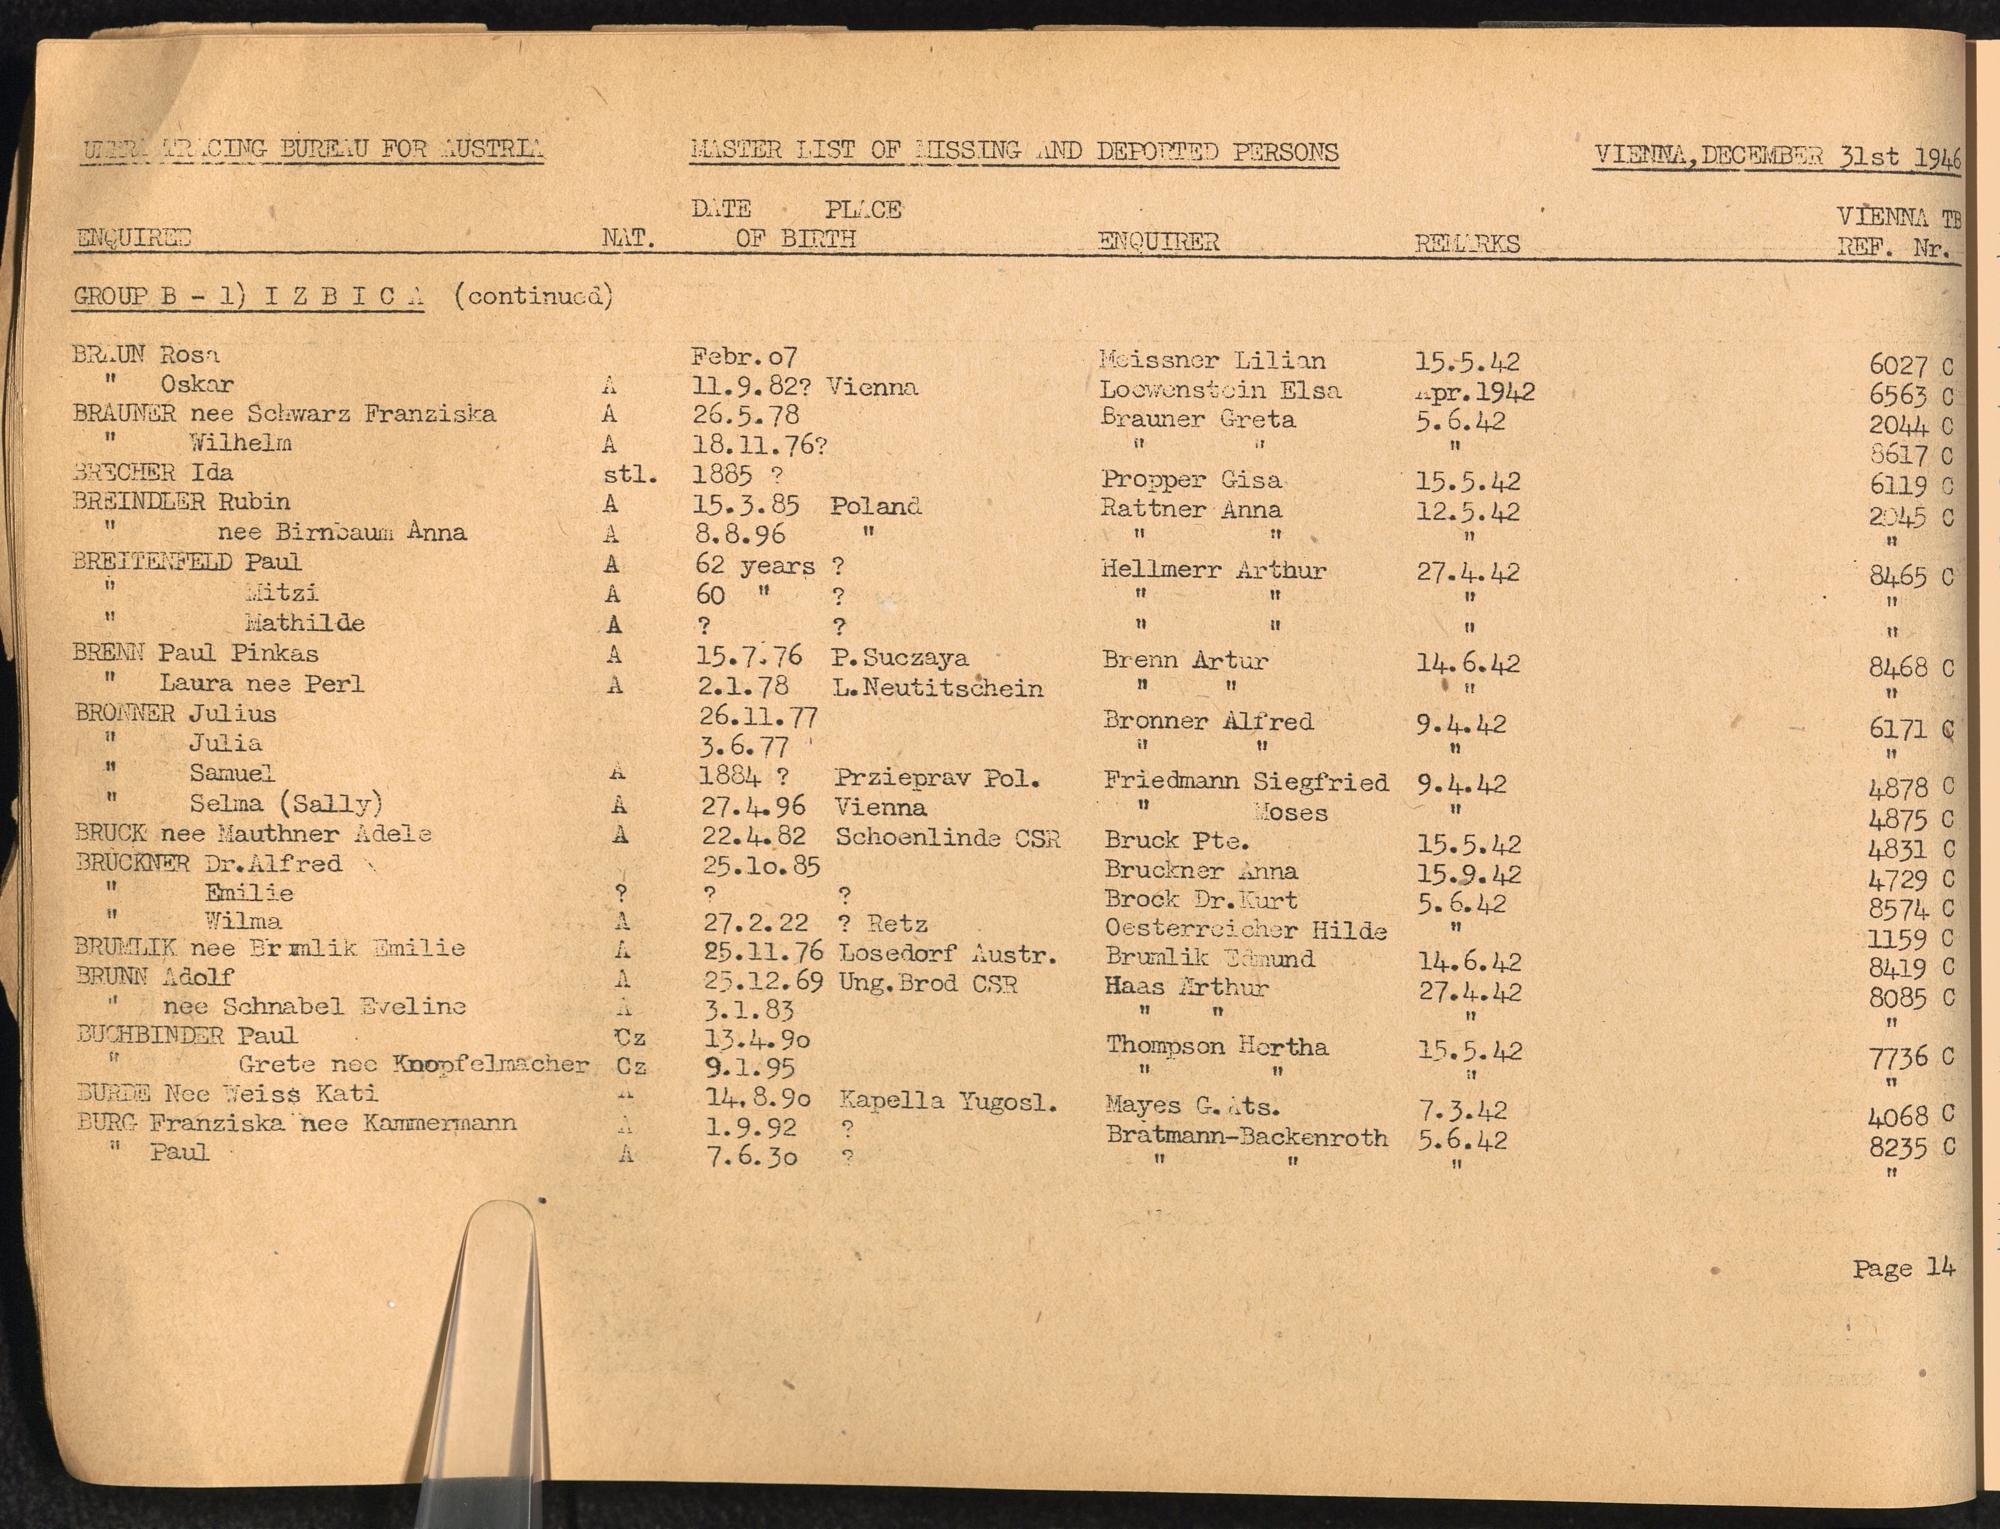 UNRRA TRACING BUREAU FOR AUSTRIA MASTER LIST OF MISSING AND DEPORTED PERSONS VIENNA, DECEMBER 31st 1946
DATE PLACE VIENNA TB
ENQUIRED NAT. OF BIRTH ENQUIRER REMARKS REF. Nr.
GROUP B - 1) I Z B I C A (continued)
BRAUN Rosa Febr.o7 Meissner Lilian 15.5.42 6027 C
" Oskar A 11.9.82? Vienna Loewenstein Elsa Apr.1942 6563 C
BRAUNER nee Schwarz Franziska A 26.5.78 Brauner Greta 5.6.42 2044 C
" Wilhelm A 18.11.76? " " " 8617 C
BRECHER Ida stl. 1885 ? Propper Gisa 15.5.42 6119 C
BREINDLER Rubin A 15.3.85 Poland Rattner Anna 12.5.42 2045 C
" nee Birnbaum Anna A 8.8.96 " " " " "
BREITENFELD Paul A 62 years ? Hellmerr Arthur 27.4.42 8465 C
" Mitzi A 60 " ? " " " "
" Mathilde A ? ? " " " "
BRENN Paul Pinkas A 15.7.76 P.Suczaya Brenn Artur 14.6.42 8468 C
" Laura nee Perl A 2.1.78 L.Neutitschein " " " "
BRONNER Julius 26.11.77 Bronner Alfred 9.4.42 6171 C
" Julia 3.6.77 " " " "
" Samuel A 1884 ? Przieprav Pol. Friedmann Siegfried 9.4.42 4878 C
" Selma (Sally) A 27.4.96 Vienna " Moses " 4875 C
BRUCK nee Mauthner Adele A 22.4.82 Schoenlinde CSR Bruck Pte. 15.5.42 4831 C
BRUCKNER Dr.Alfred 25.1o.85 Bruckner Anna 15.9.42 4729 C
" Emilie ? ? ? Brock Dr.Kurt 5.6.42 8574 C
" Wilma A 27.2.22 ? Retz Oesterreicher Hilde " 1159 C
BRUMLIK nee Brumlik Emilie A 25.11.76 Losedorf Austr. Brumlik Edmund 14.6.42 8419 C
BRUNN Adolf A 25.12.69 Ung.Brod CSR Haas Arthur 27.4.42 8085 C
" nee Schnabel Eveline A 3.1.83 " " " "
BUCHBINDER Paul Cz 13.4.9o Thompson Hertha 15.5.42 7736 C
" Grete nee Knopfelmacher Cz 9.1.95 " " " "
BURDE Nee Weiss Kati A 14.8.9o Kapella Yugosl. Mayes G.Ats. 7.3.42 4068 C
BURG Franziska nee Kammermann A 1.9.92 ? Bratmann-Backenroth 5.6.42 8235 C
" Paul A 7.6.3o ? " " " "
Page 14